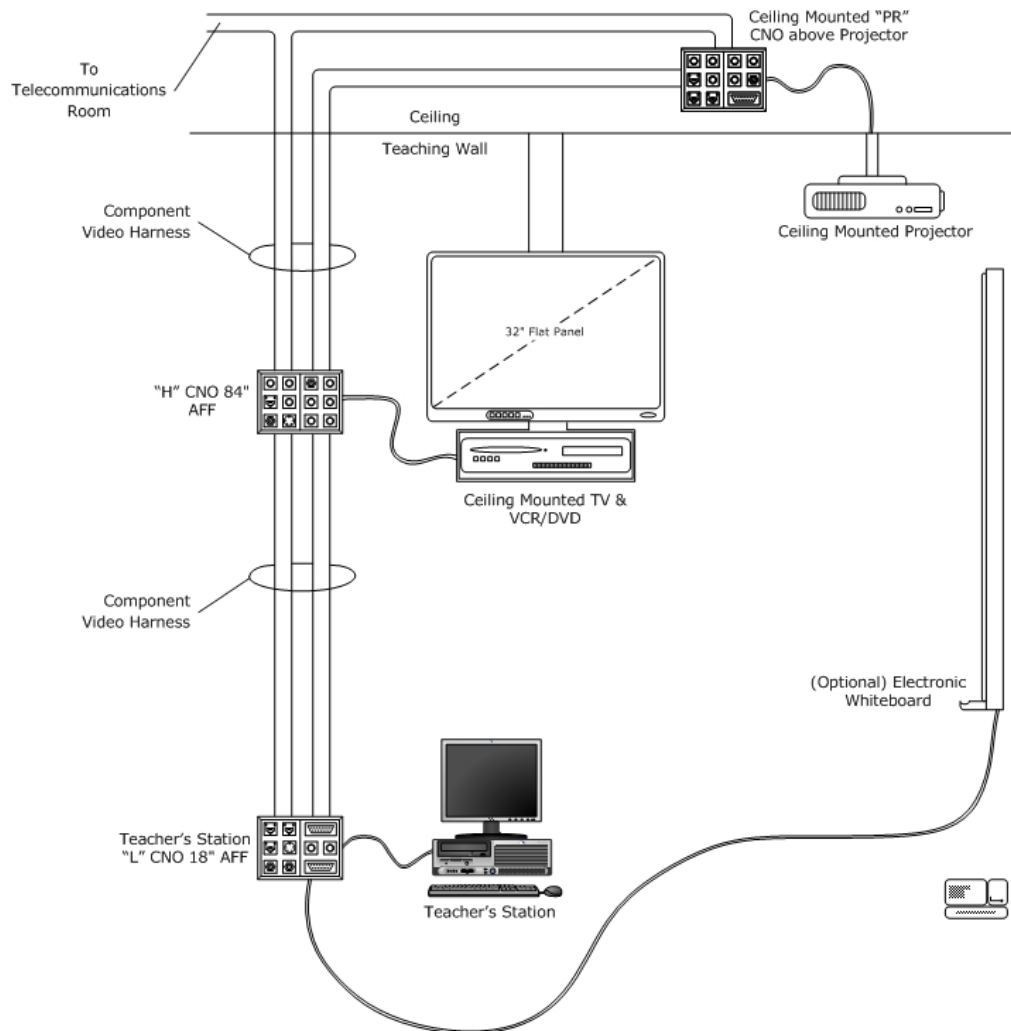 Ceiling Mounted “PR”
CNO above Projector
To
Telecommunications
Room
Ceiling
Teaching Wall
Component
Video Harness
Ceiling Mounted Projector
32" Flat Panel
“H” CNO 84"
AFF
Ceiling Mounted TV &
VCR/DVD
Component
Video Harness
(Optional) Electronic
Whiteboard
Teacher’s Station
“L” CNO 18" AFF
Teacher’s Station